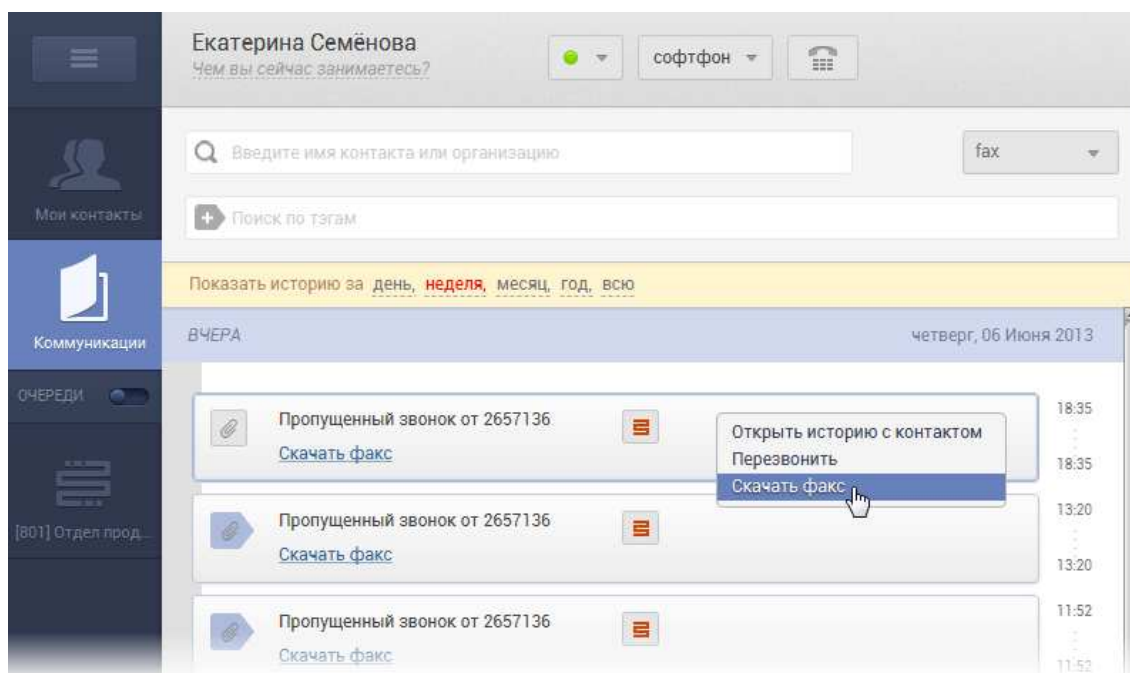 Екатерина Семёнова
Чем вы сейчас занимаетесь?
софтфон
Введите имя контакта или организацию
fax
Мои контакты
Поиск по тэгам
Показать историю за день, неделя, месяц, год, всю
Коммуникации
ВЧЕРА
четверг, 06 Июня 2013
ОЧЕРЕДИ
Пропущенный звонок от 2657136
Скачать факс
Открыть историю с контактом
Перезвонить
Скачать факс
18:35
18:35
[801] Отдел прод...
Пропущенный звонок от 2657136
Скачать факс
13:20
13:20
Пропущенный звонок от 2657136
Скачать факс
11:52
11:52